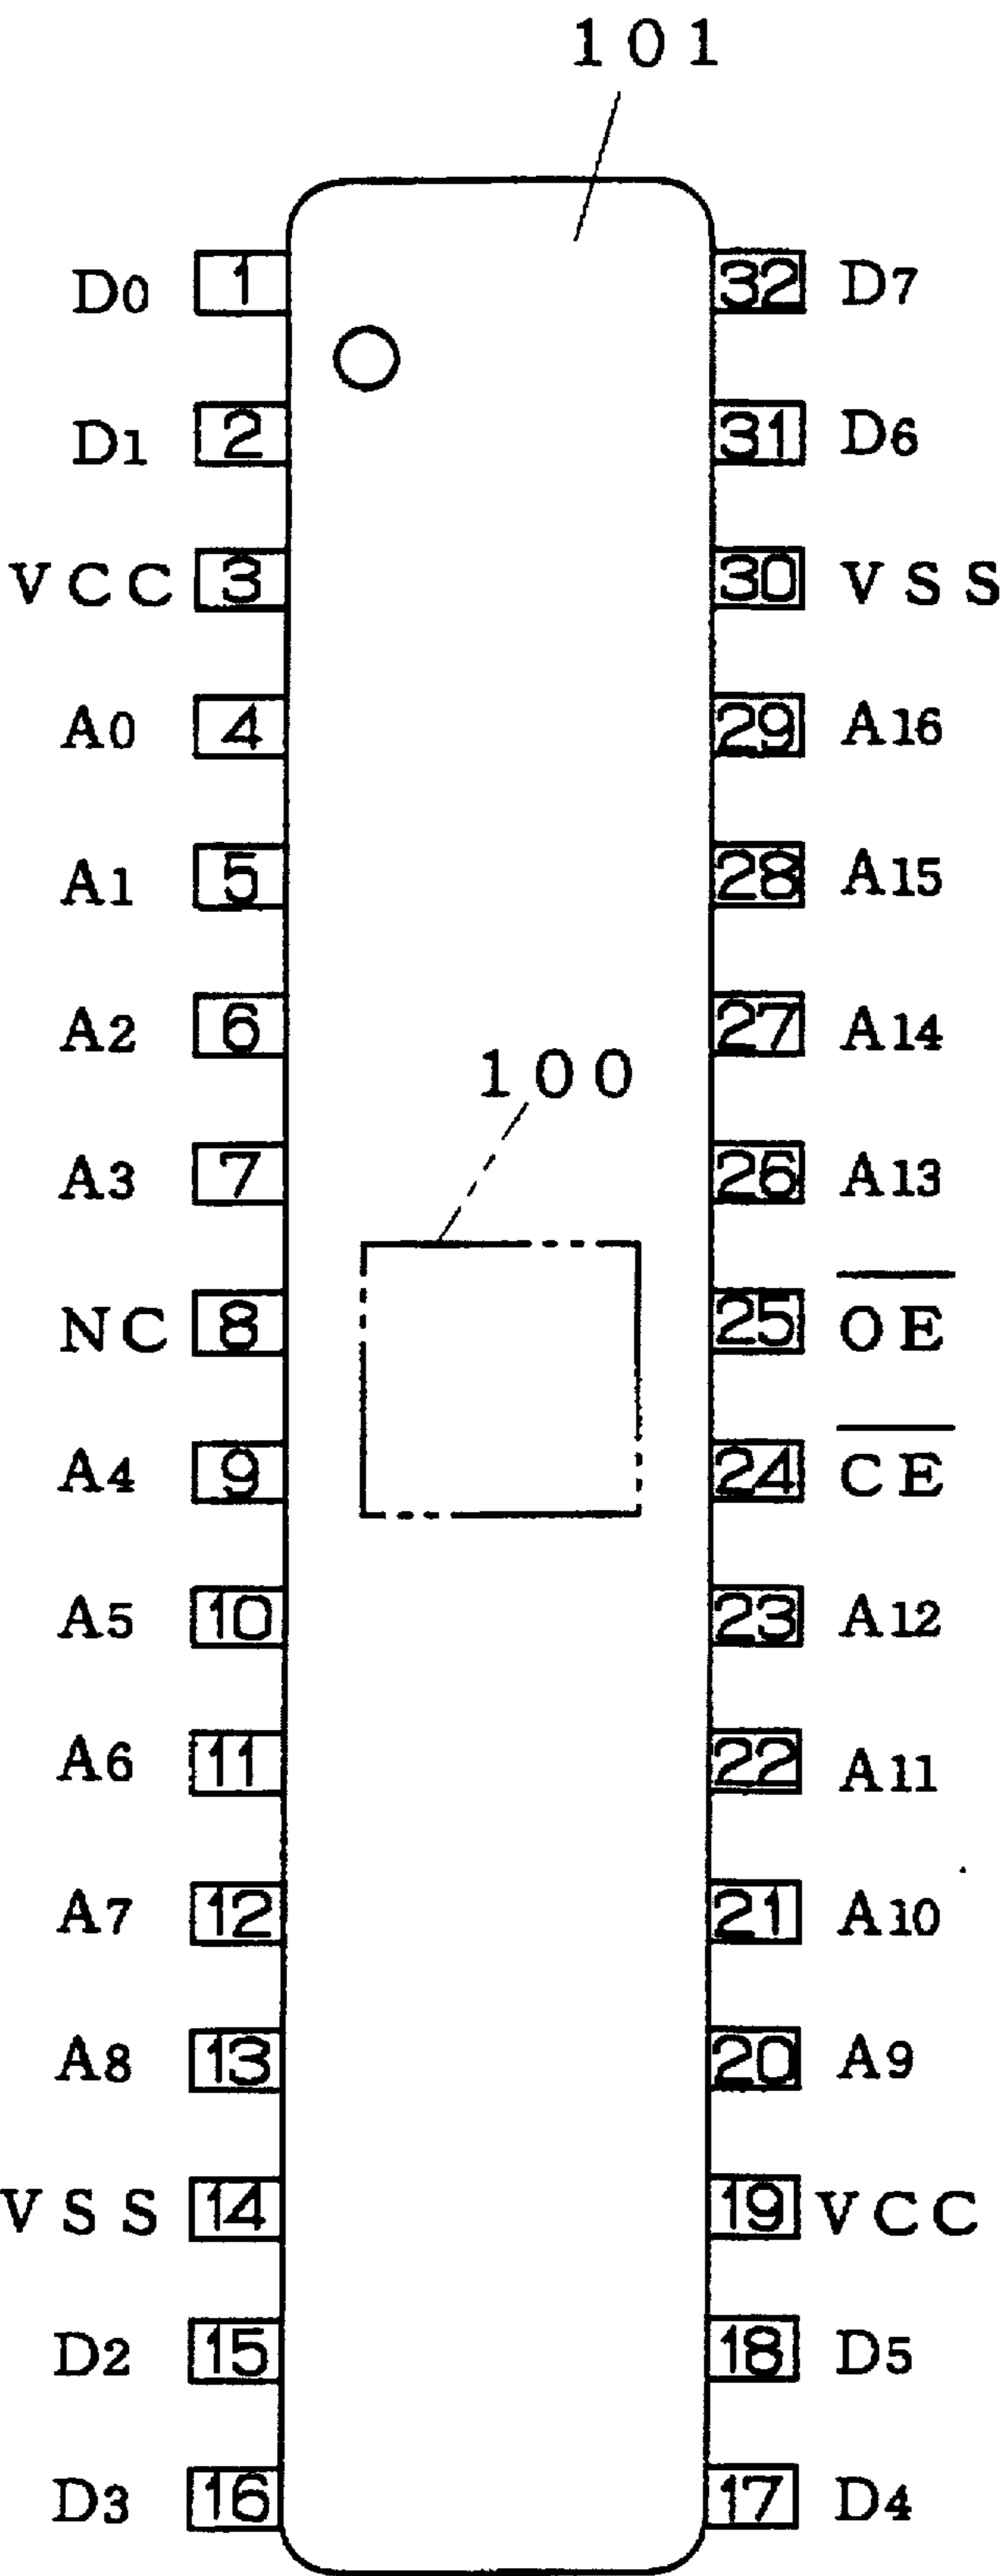 101
D0 1 32 D7
D1 2 31 D6
VCC 3 30 VSS
A0 4 29 A16
A1 5 28 A15
A2 6 27 A14
100
A3 7 26 A13
NC 8 25 O̅E̅
A4 9 24 C̅E̅
A5 10 23 A12
A6 11 22 A11
A7 12 21 A10
A8 13 20 A9
VSS 14 19 VCC
D2 15 18 D5
D3 16 17 D4